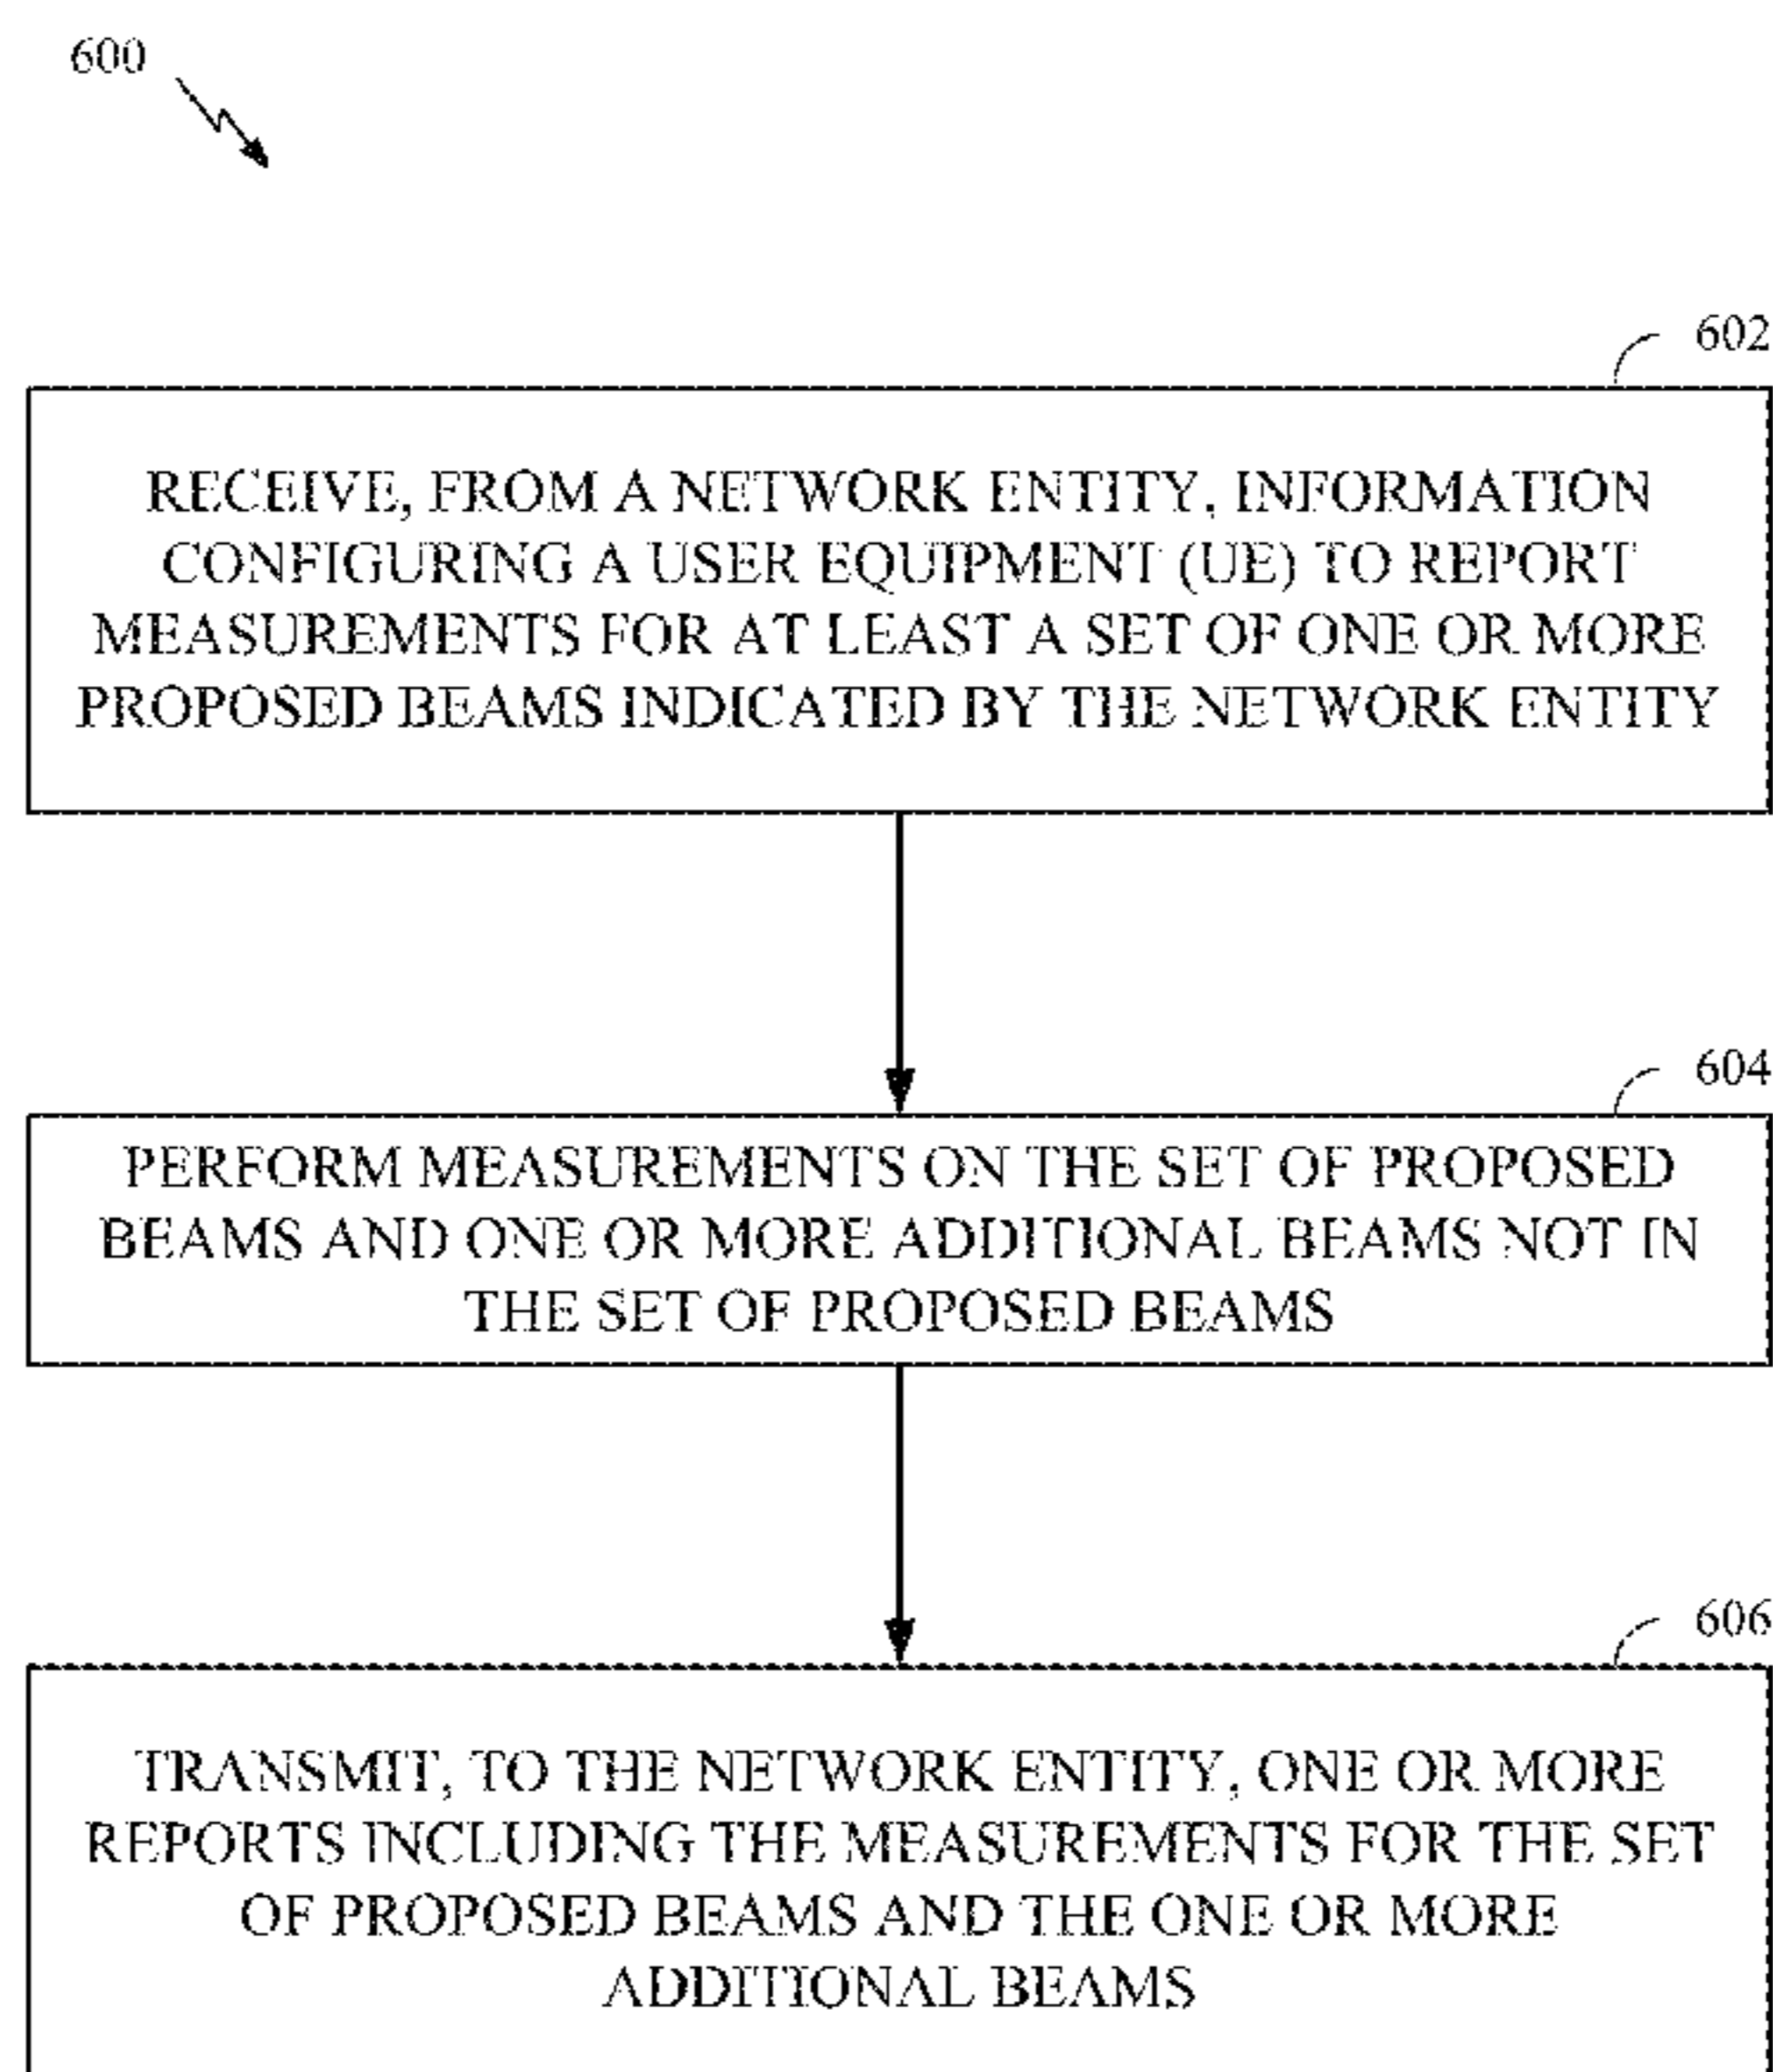 600
602
RECEIVE, FROM A NETWORK ENTITY, INFORMATION
CONFIGURING A USER EQUIPMENT (UE) TO REPORT
MEASUREMENTS FOR AT LEAST A SET OF ONE OR MORE
PROPOSED BEAMS INDICATED BY THE NETWORK ENTITY
604
PERFORM MEASUREMENTS ON THE SET OF PROPOSED
BEAMS AND ONE OR MORE ADDITIONAL BEAMS NOT IN
THE SET OF PROPOSED BEAMS
606
TRANSMIT, TO THE NETWORK ENTITY, ONE OR MORE
REPORTS INCLUDING THE MEASUREMENTS FOR THE SET
OF PROPOSED BEAMS AND THE ONE OR MORE
ADDITIONAL BEAMS